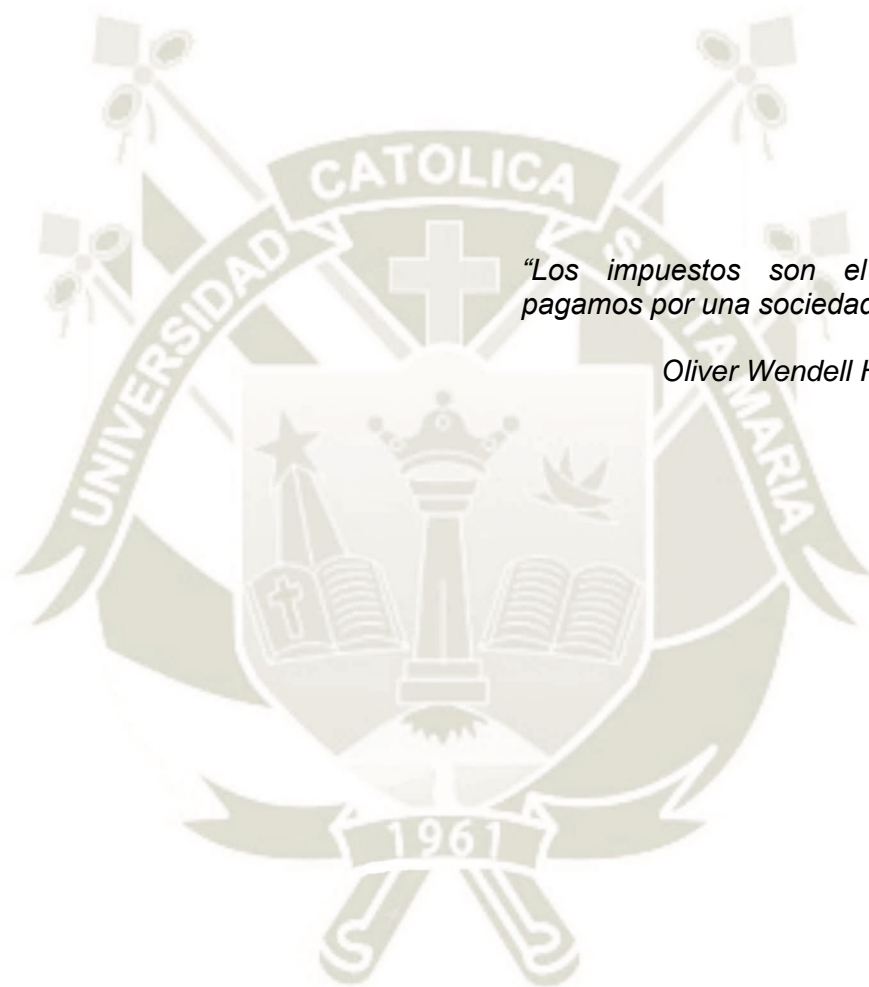 CATOLICA
UNIVERSIDAD
SANTA MARIA
“Los impuestos son el
pagamos por una sociedad
Oliver Wendell
1961